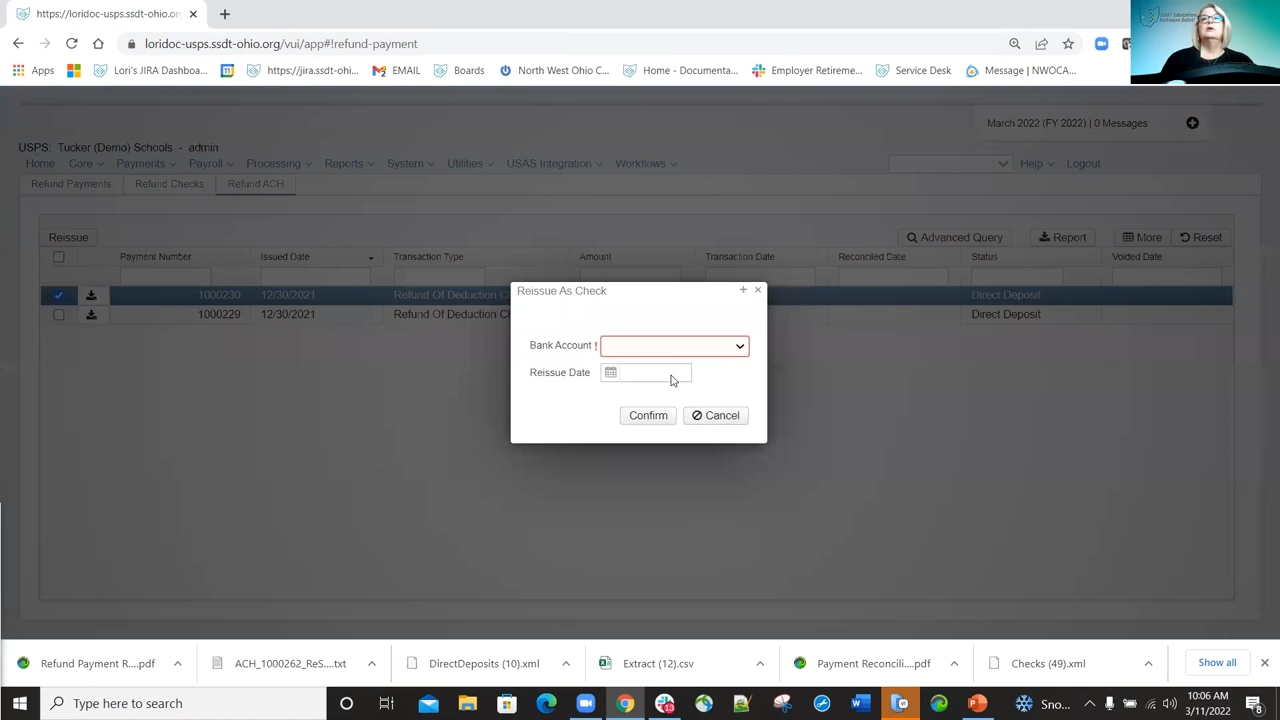 https://loridoc-usps.ssdt-ohio.org/
loridoc-usps.ssdt-ohio.org/vui/app#!refund-payment
Apps
Lori's JIRA Dashboa...
https://jira.ssdt-ohi...
EMAIL
Boards
North West Ohio C...
Home - Documenta...
Employer Retireme...
Service Desk
Message | NWOCA...
March 2022 (FY 2022) | 0 Messages
USPS: Tucker (Demo) Schools - admin
Home Core Payments Payroll Processing Reports System Utilities USAS Integration Workflows Help Logout
Refund Payments Refund Checks Refund ACH
Reissue Advanced Query Report More Reset
Payment Number Issued Date Transaction Type Amount Transaction Date Reconciled Date Status Voided Date
1000230 12/30/2021 Refund Of Deduction C Direct Deposit
1000229 12/30/2021 Refund Of Deduction C Direct Deposit
Reissue As Check
Bank Account !
Reissue Date
Confirm Cancel
Refund Payment R....pdf
ACH_1000262_ReS....txt
DirectDeposits (10).xml
Extract (12).csv
Payment Reconcili....pdf
Checks (49).xml
Show all
Type here to search
13
Sno...
10:06 AM
3/11/2022
8